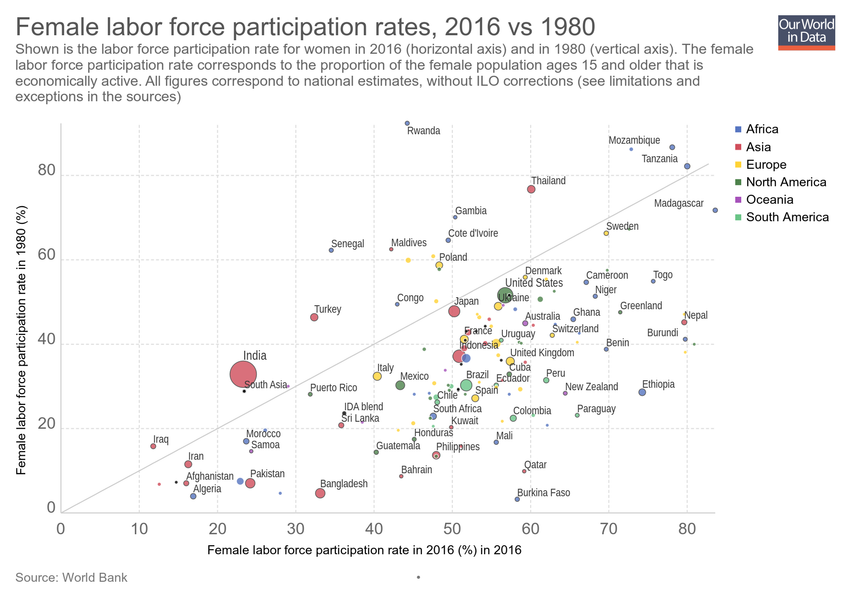 Female labor force participation rates, 2016 vs 1980
Our World
in Data
Shown is the labor force participation rate for women in 2016 (horizontal axis) and in 1980 (vertical axis). The female
labor force participation rate corresponds to the proportion of the female population ages 15 and older that is
economically active. All figures correspond to national estimates, without ILO corrections (see limitations and
exceptions in the sources)
Rwanda
Africa
Asia
Europe
North America
Oceania
South America
Mozambique
Tanzania
80
Thailand
Madagascar
Gambia
Sweden
Cote d'Ivoire
Senegal
Maldives
Poland
60
Denmark
Cameroon
Togo
United States
Niger
Congo
Japan
Ukraine
Turkey
Australia
Ghana
Greenland
Nepal
France
Uruguay
Switzerland
Burundi
40
Indonesia
Benin
India
United Kingdom
Italy
Cuba
South Asia
Puerto Rico
Mexico
Brazil
Ecuador
Peru
Ethiopia
Spain
New Zealand
Chile
IDA blend
South Africa
Colombia
Paraguay
Sri Lanka
Kuwait
20
Morocco
Honduras
Mali
Iraq
Samoa
Guatemala
Philippines
Iran
Qatar
Afghanistan
Pakistan
Bahrain
Algeria
Bangladesh
Burkina Faso
0
0
10
20
30
40
50
60
70
80
Female labor force participation rate in 1980 (%)
Female labor force participation rate in 2016 (%) in 2016
Source: World Bank